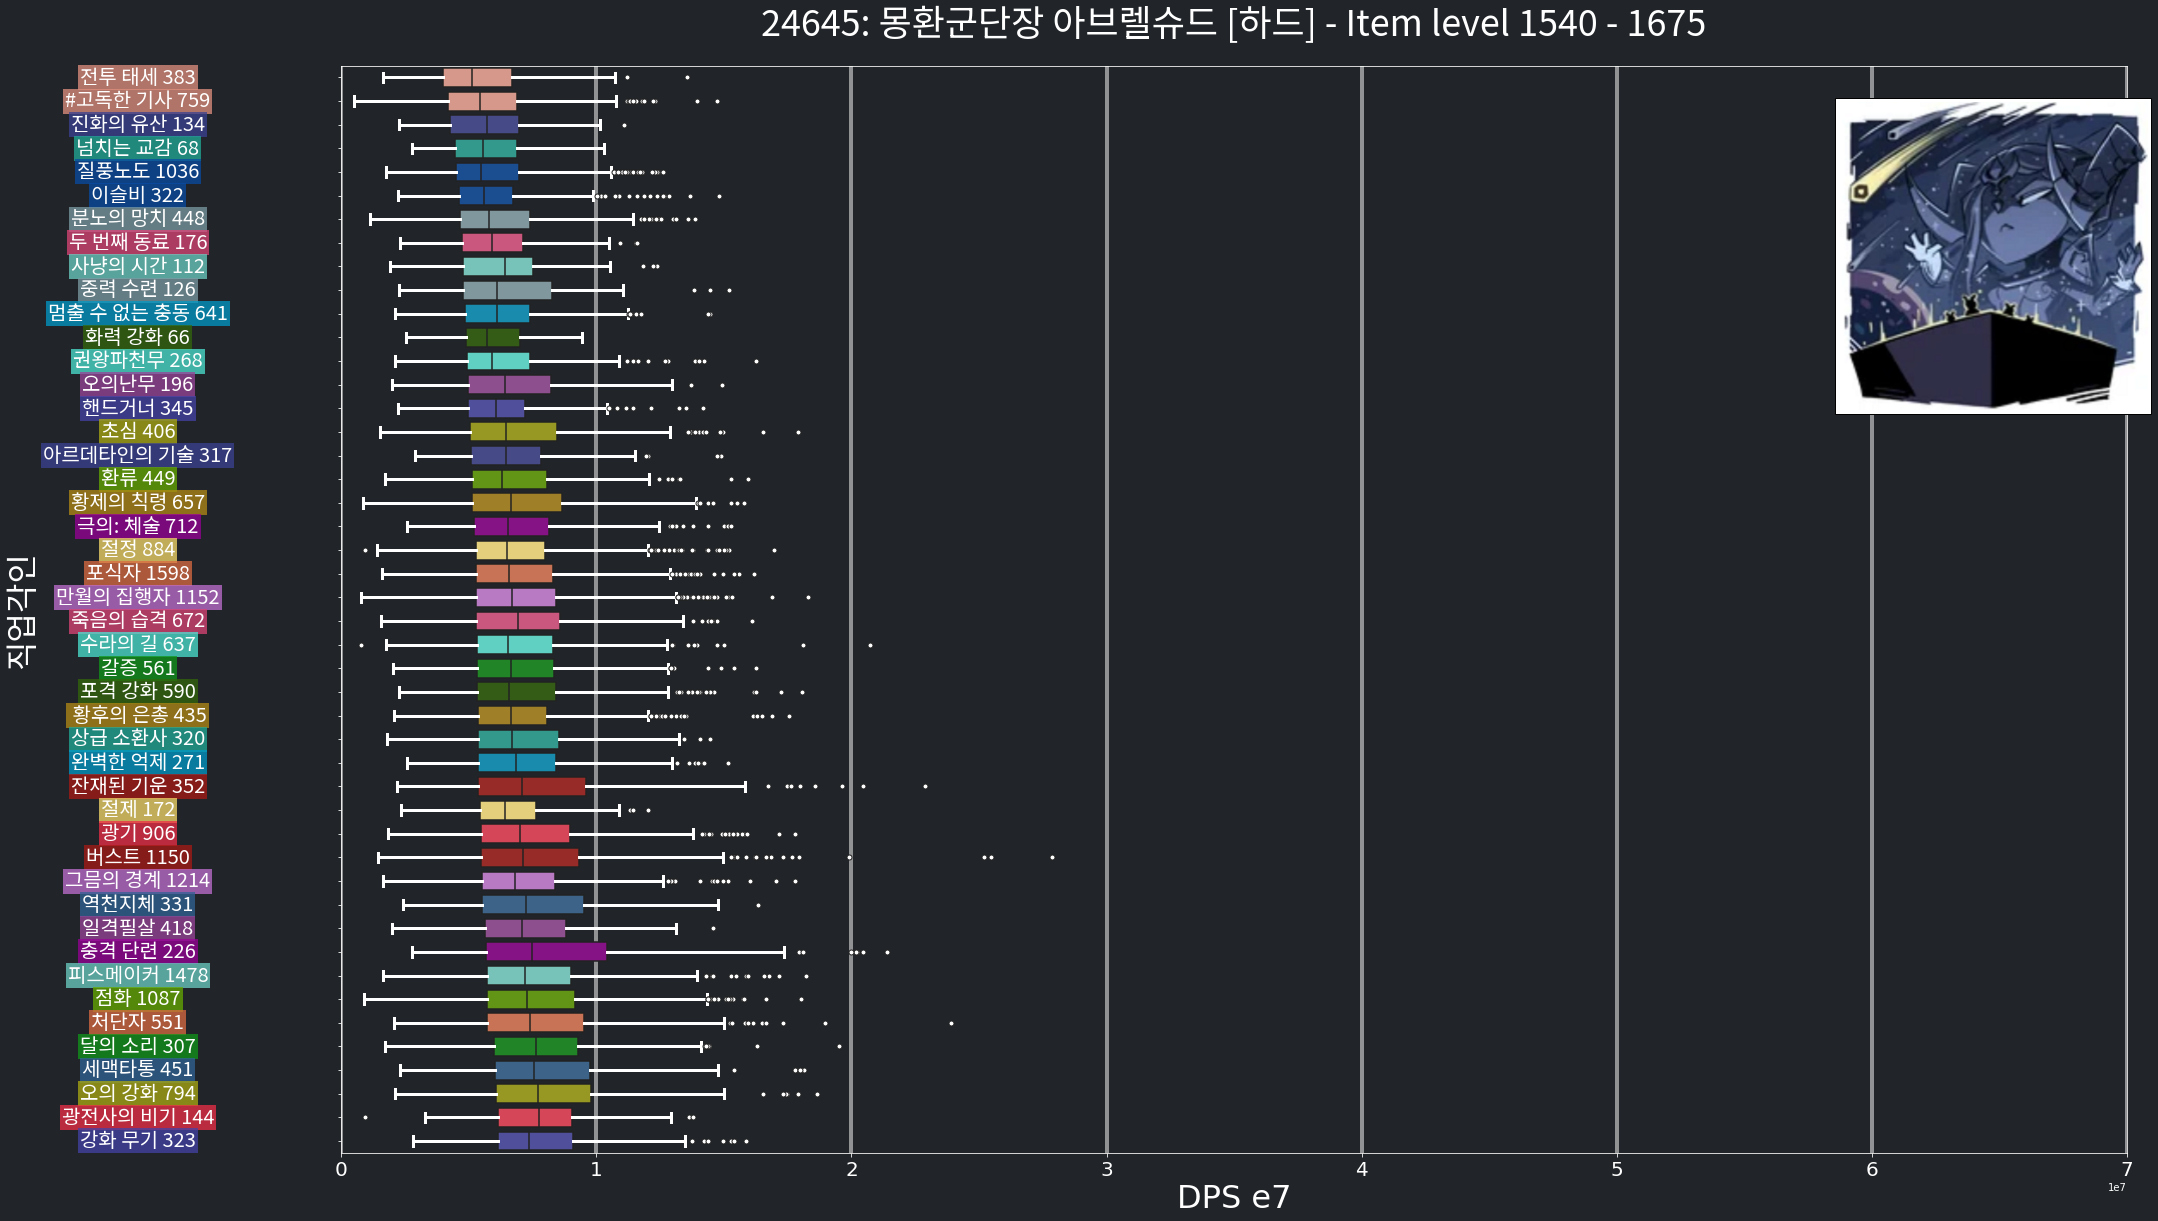 24645: 몽환군단장 아브렐슈드 [하드] - Item level 1540 - 1675
전투 태세 383
#고독한 기사 759
진화의 유산 134
넘치는 교감 68
질풍노도 1036
이슬비 322
분노의 망치 448
두 번째 동료 176
사냥의 시간 112
중력 수련 126
멈출 수 없는 충동 641
화력 강화 66
권왕파천무 268
오의난무 196
핸드거너 345
초심 406
아르데타인의 기술 317
환류 449
황제의 칙령 657
극의: 체술 712
절정 884
포식자 1598
만월의 집행자 1152
죽음의 습격 672
수라의 길 637
갈증 561
포격 강화 590
황후의 은총 435
상급 소환사 320
완벽한 억제 271
잔재된 기운 352
절제 172
광기 906
버스트 1150
그믐의 경계 1214
역천지체 331
일격필살 418
충격 단련 226
피스메이커 1478
점화 1087
처단자 551
달의 소리 307
세맥타통 451
오의 강화 794
광전사의 비기 144
강화 무기 323
직업각인
0 1 2 3 4 5 6 7
1e7
DPS e7